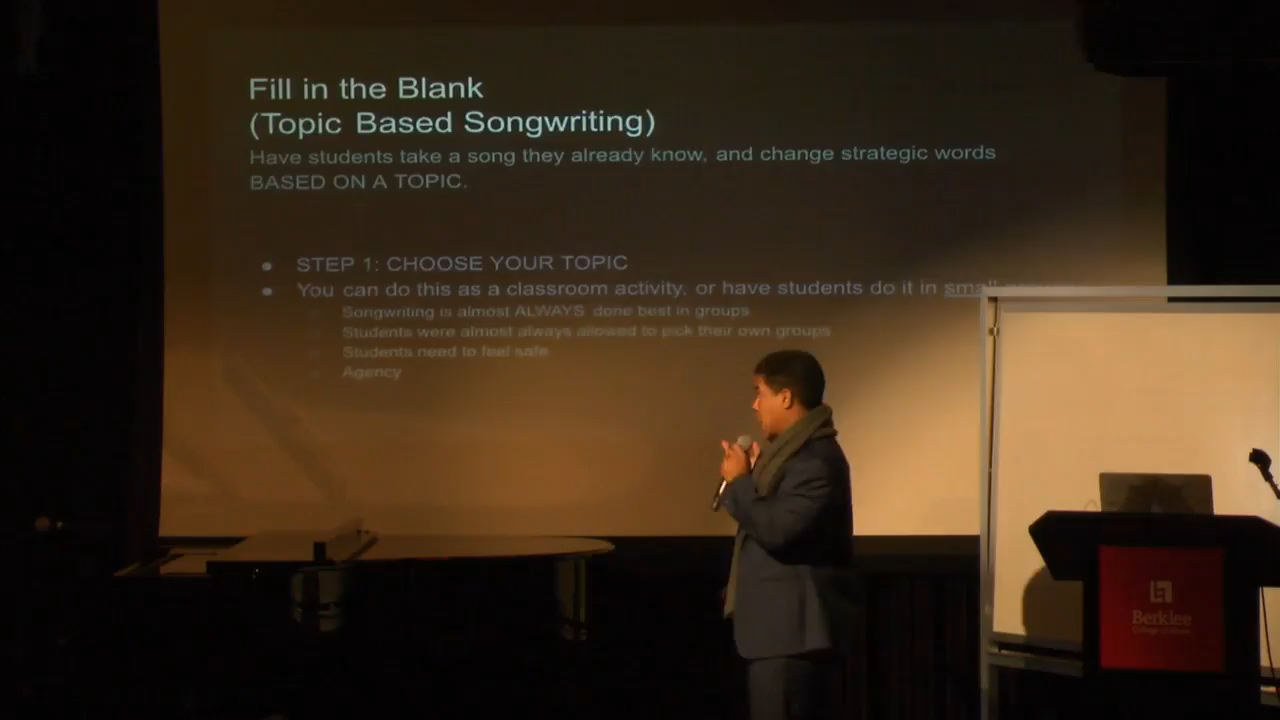 Fill in the Blank
(Topic Based Songwriting)
Have students take a song they already know, and change strategic words
BASED ON A TOPIC.
STEP 1: CHOOSE YOUR TOPIC
You can do this as a classroom activity, or have students do it in small
Songwriting is almost ALWAYS done best in groups
Students were almost always allowed to pick their own groups
Students need to feel safe
Agency
Berklee
College of Music